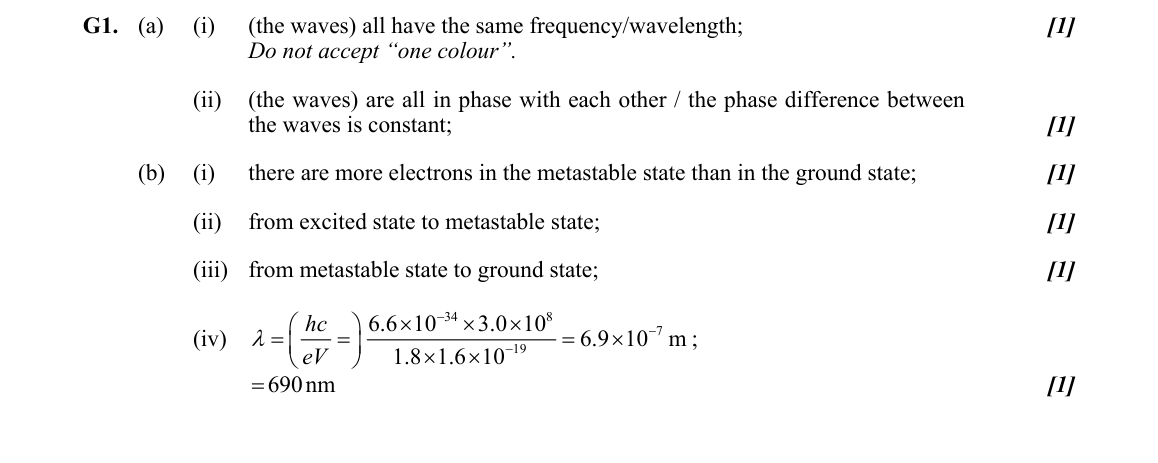 G1. (a) (i) (the waves) all have the same frequency/wavelength; [1]
Do not accept “one colour”.
(ii) (the waves) are all in phase with each other / the phase difference between
the waves is constant; [1]
(b) (i) there are more electrons in the metastable state than in the ground state; [1]
(ii) from excited state to metastable state; [1]
(iii) from metastable state to ground state; [1]
(iv) λ = (hc/eV =) 6.6×10⁻³⁴ ×3.0×10⁸ / 1.8×1.6×10⁻¹⁹ = 6.9×10⁻⁷ m ;
= 690 nm [1]